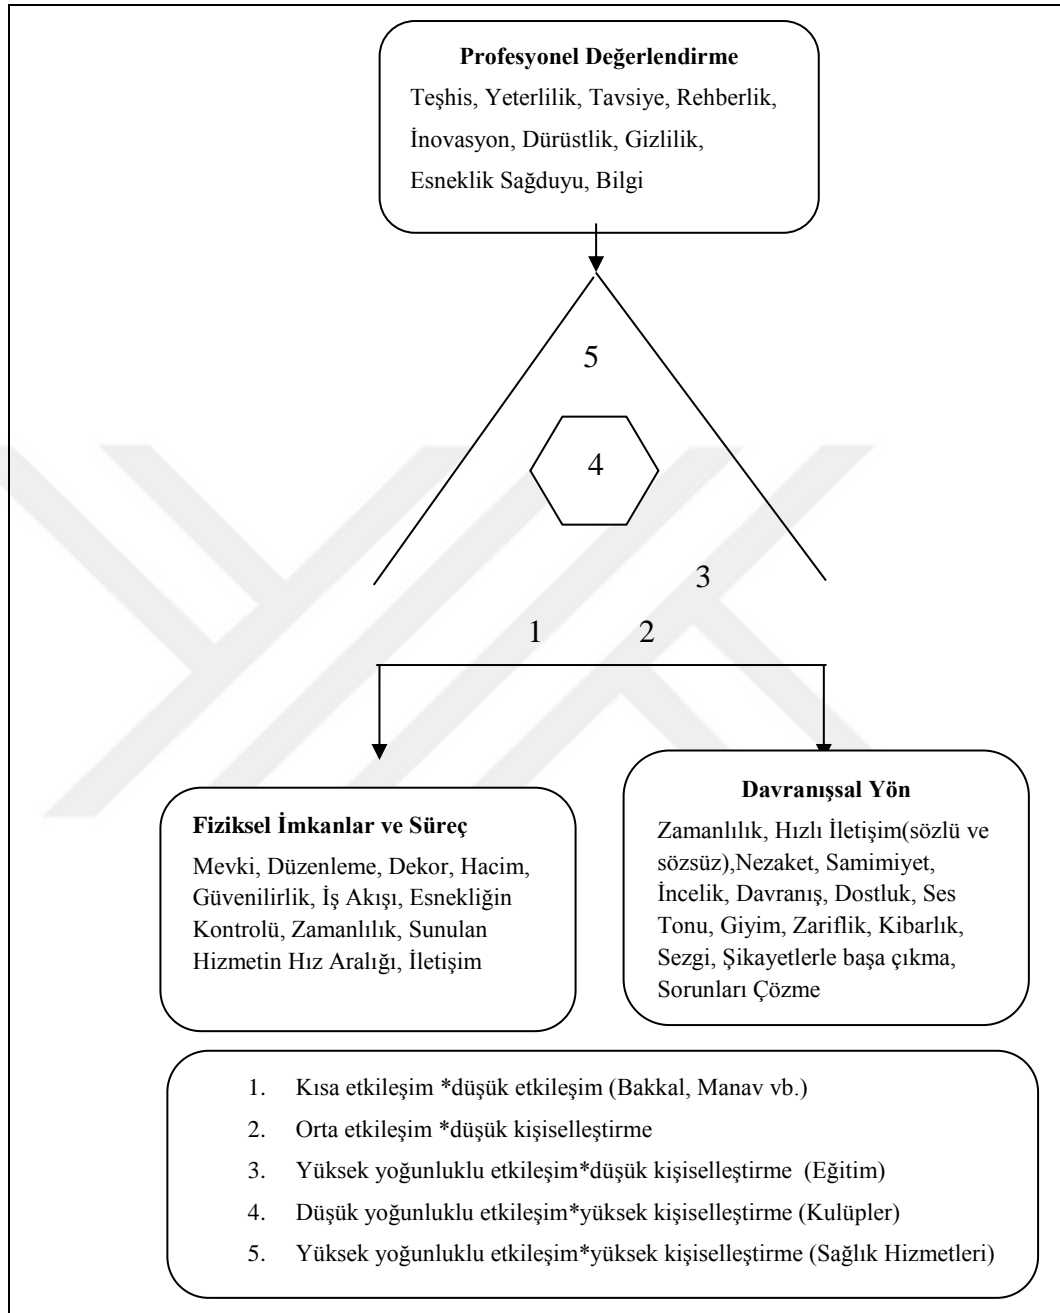 Profesyonel Değerlendirme
Teşhis, Yeterlilik, Tavsiye, Rehberlik,
İnovasyon, Dürüstlik, Gizlilik,
Esneklik Sağduyu, Bilgi
5
4
3
1
2
Fiziksel İmkanlar ve Süreç
Mevki, Düzenleme, Dekor, Hacim,
Güvenilirlik, İş Akışı, Esnekliğin
Kontrolü, Zamanlılık, Sunulan
Hizmetin Hız Aralığı, İletişim
Davranışsal Yön
Zamanlılık, Hızlı İletişim(sözlü ve
sözsüz),Nezaket, Samimiyet,
İncelik, Davranış, Dostluk, Ses
Tonu, Giyim, Zariflik, Kibarlık,
Sezgi, Şikayetlerle başa çıkma,
Sorunları Çözme
1. Kısa etkileşim *düşük etkileşim (Bakkal, Manav vb.)
2. Orta etkileşim *düşük kişiselleştirme
3. Yüksek yoğunluklu etkileşim*düşük kişiselleştirme (Eğitim)
4. Düşük yoğunluklu etkileşim*yüksek kişiselleştirme (Kulüpler)
5. Yüksek yoğunluklu etkileşim*yüksek kişiselleştirme (Sağlık Hizmetleri)